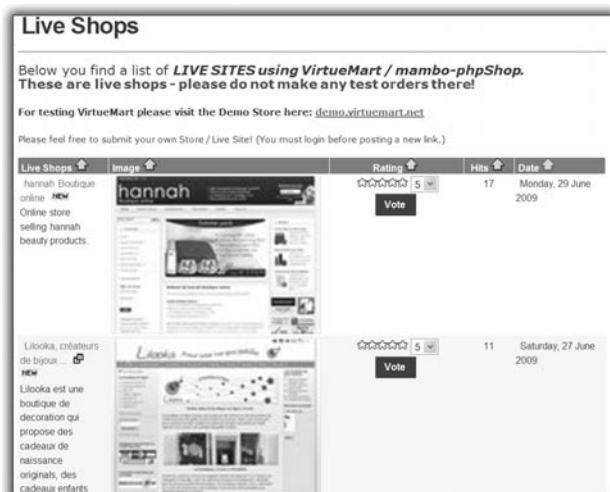 Live Shops
Below you find a list of LIVE SITES using VirtueMart / mambo-phpShop.
These are live shops - please do not make any test orders there!
For testing VirtueMart please visit the Demo Store here: demo.virtuemart.net
Please feel free to submit your own Store / Live Site! (You must login before posting a new link.)
Live Shops Image Rating Hits Date
hannah Boutique
online NEW
Online store
selling hannah
beauty products.
hannah
5
Vote
17
Monday, 29 June
2009
Lilooka, créateurs
de bijoux...
NEW
Lilooka est une
boutique de
decoration qui
propose des
cadeaux de
naissance
originals, des
cadeaux enfants
Lilooka
5
Vote
11
Saturday, 27 June
2009